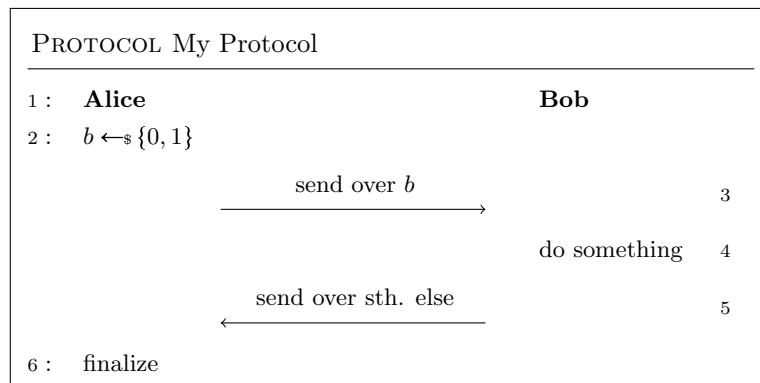 PROTOCOL My Protocol
1 : Alice Bob
2 : b ←$ {0, 1}
send over b 3
do something 4
send over sth. else 5
6 : finalize